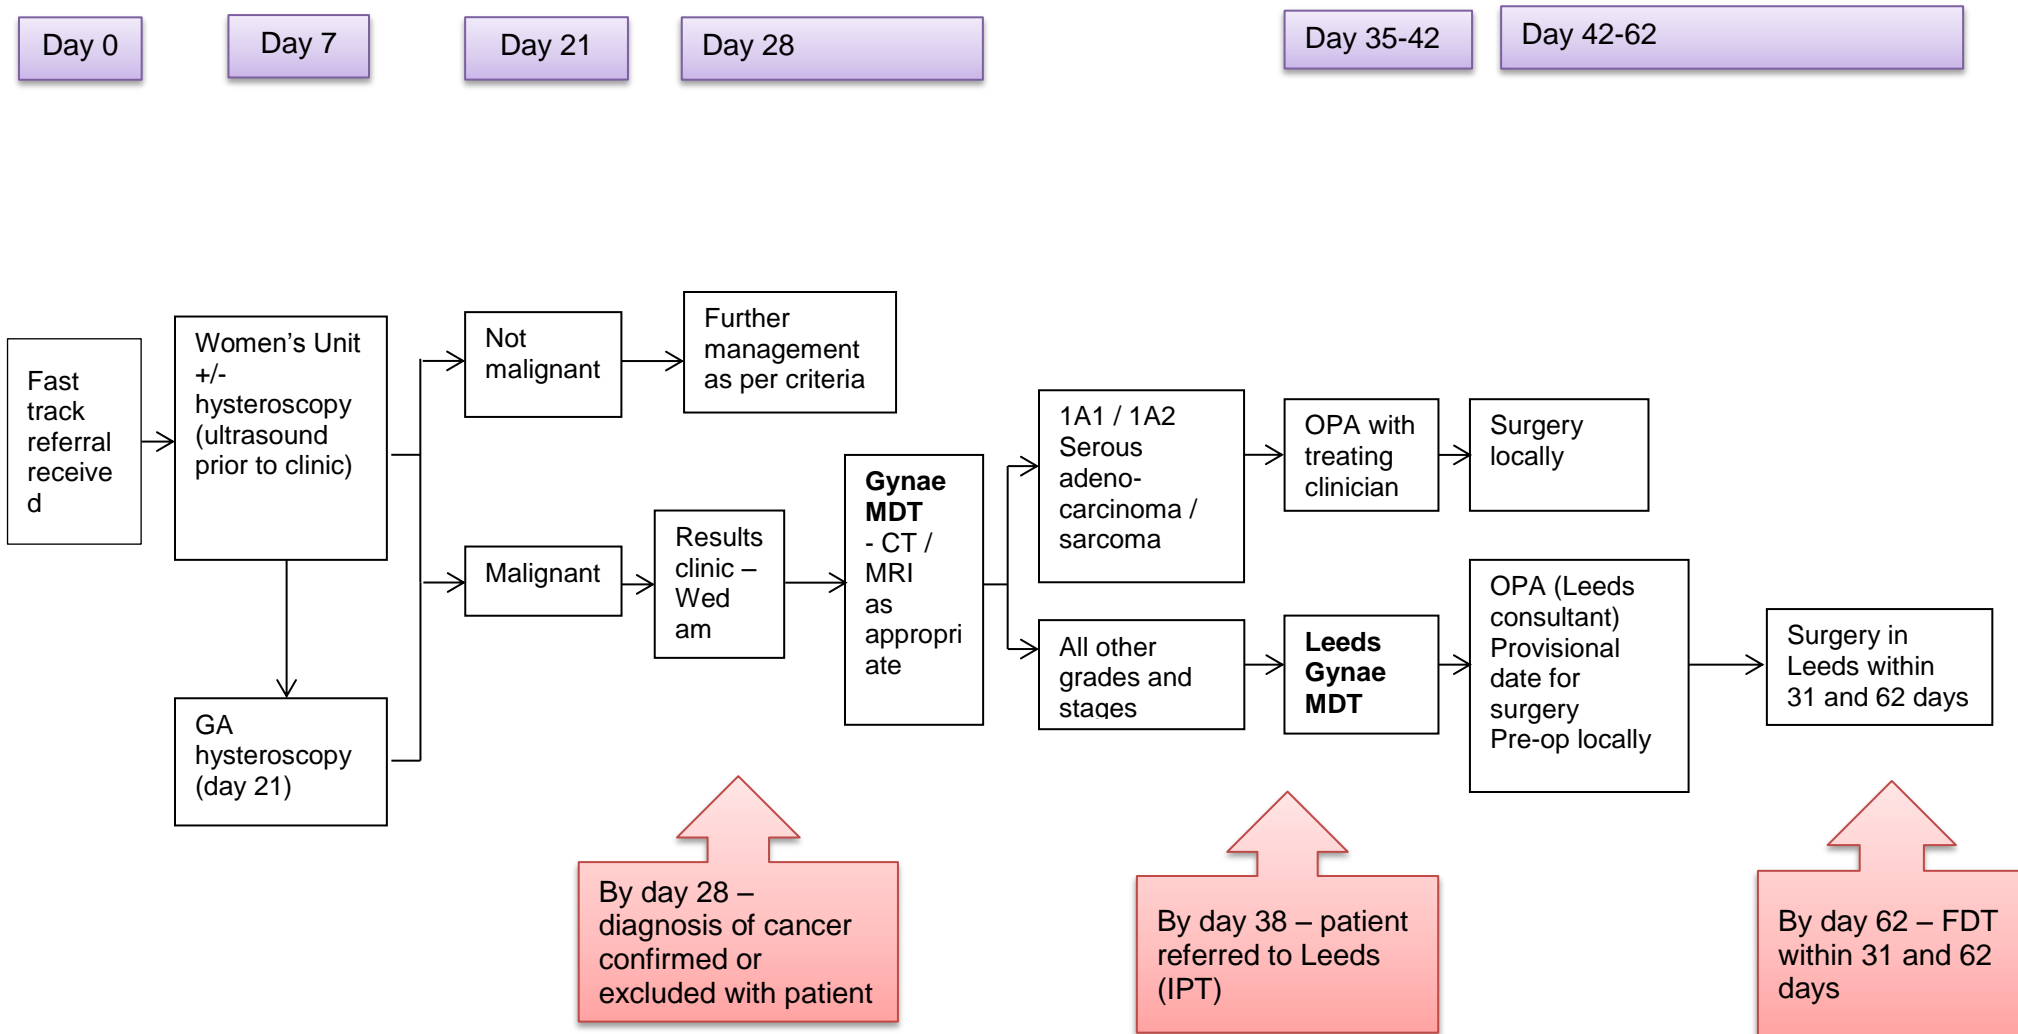 Day 0
Day 7
Day 21
Day 28
Day 35-42
Day 42-62
Fast
track
referral
receive
d
Women’s Unit
+/-
hysteroscopy
(ultrasound
prior to clinic)
GA
hysteroscopy
(day 21)
Not
malignant
Further
management
as per criteria
Malignant
Results
clinic –
Wed
am
Gynae
MDT
- CT /
MRI
as
appropri
ate
1A1 / 1A2
Serous
adeno-
carcinoma /
sarcoma
OPA with
treating
clinician
Surgery
locally
All other
grades and
stages
Leeds
Gynae
MDT
OPA (Leeds
consultant)
Provisional
date for
surgery
Pre-op locally
Surgery in
Leeds within
31 and 62 days
By day 28 –
diagnosis of cancer
confirmed or
excluded with patient
By day 38 – patient
referred to Leeds
(IPT)
By day 62 – FDT
within 31 and 62
days